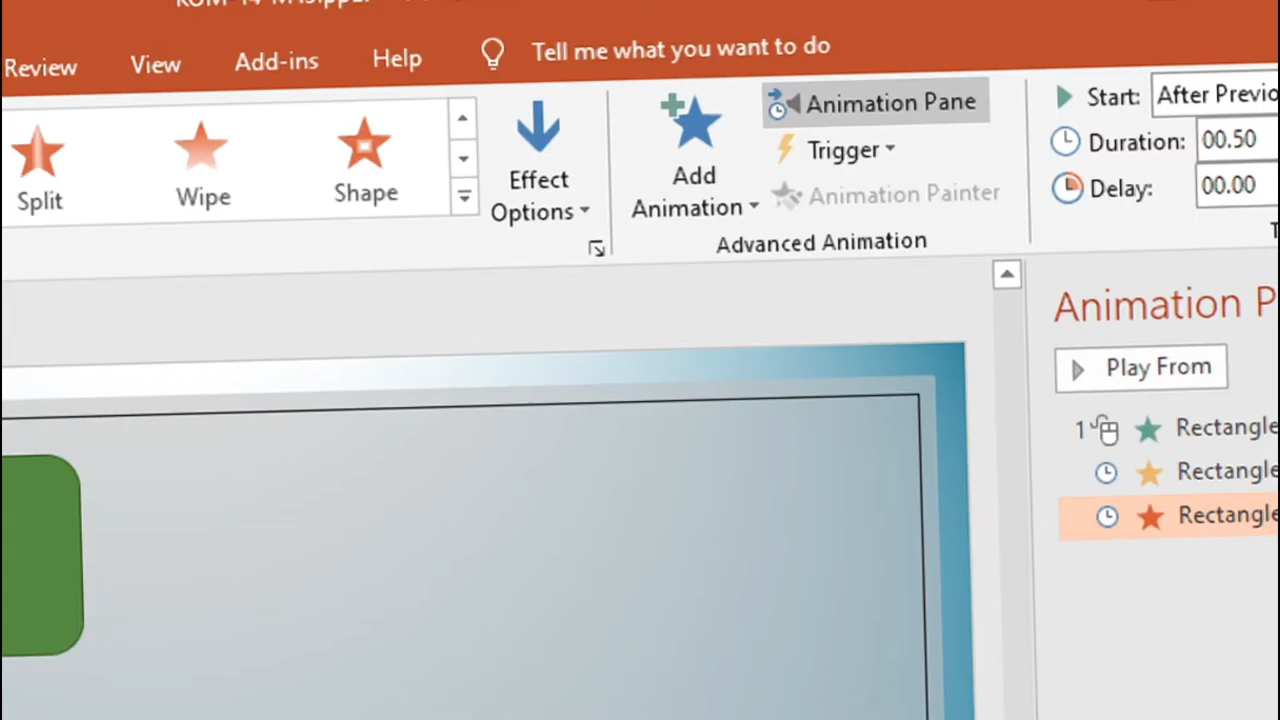 Review View Add-ins Help Tell me what you want to do
Split Wipe Shape
Effect Options
Add Animation
Animation Pane
Trigger
Animation Painter
Advanced Animation
Start: After Previo
Duration: 00.50
Delay: 00.00
Animation P
Play From
1 Rectangle
Rectangle
Rectangle